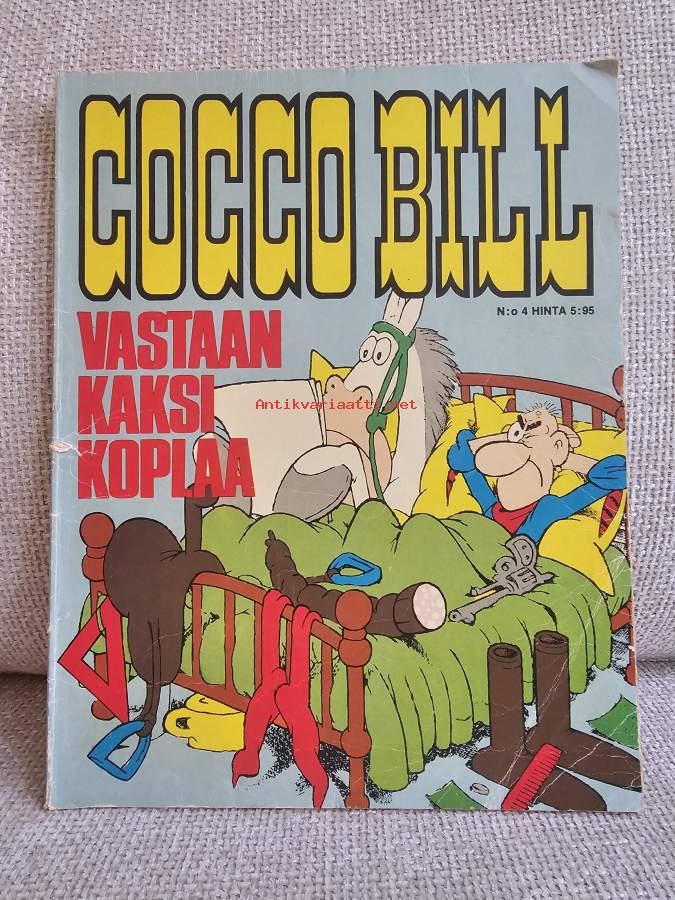 COCCO BILL
N:o 4 HINTA 5:95
VASTAAN
KAKSI
KOPLAA
Antikvariaatti.net